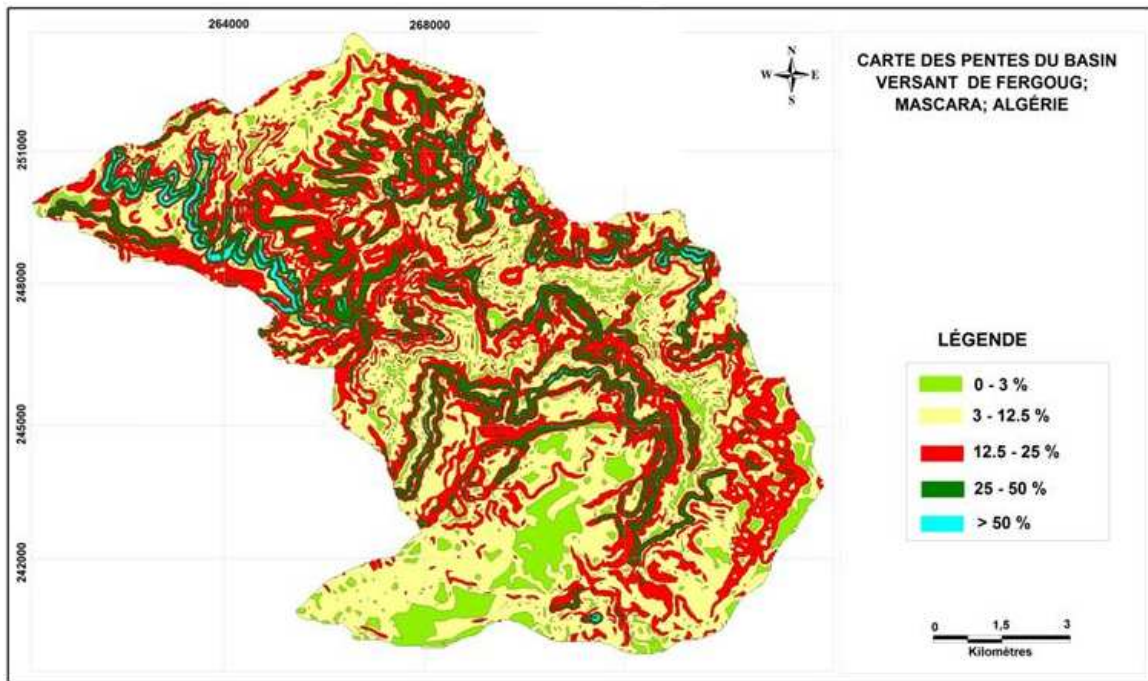 264000 268000
N
W E
S
CARTE DES PENTES DU BASIN
VERSANT DE FERGOUG;
MASCARA; ALGÉRIE
251000
248000
245000
242000
LÉGENDE
0 - 3 %
3 - 12.5 %
12.5 - 25 %
25 - 50 %
> 50 %
0 1,5 3
Kilomètres